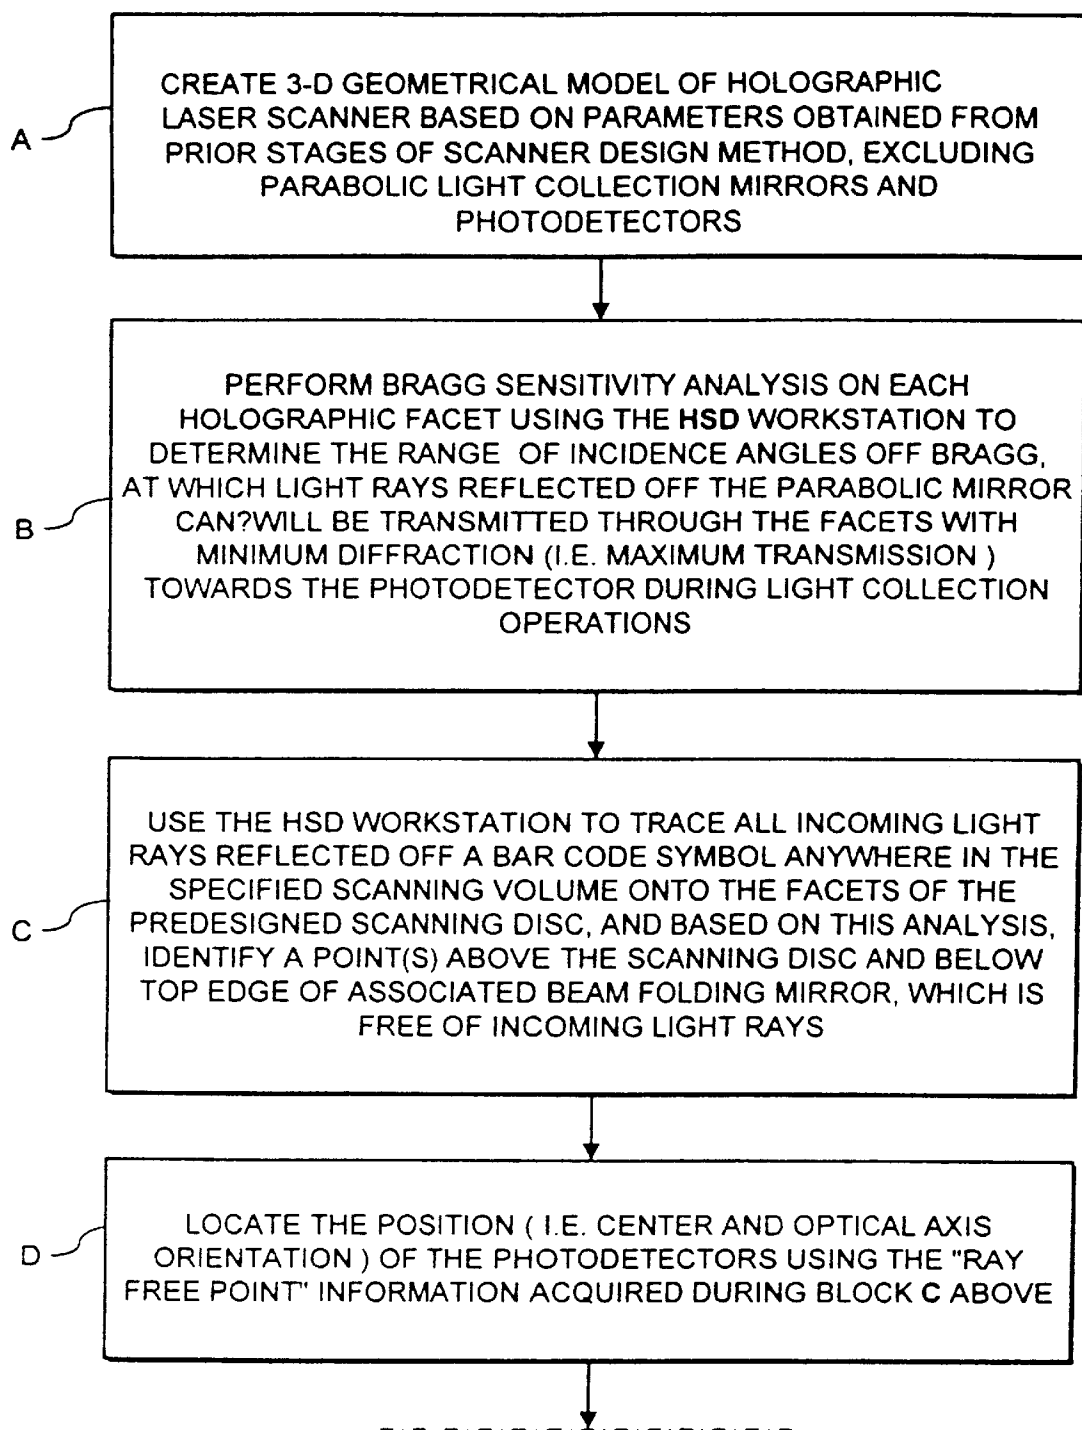 CREATE 3-D GEOMETRICAL MODEL OF HOLOGRAPHIC
LASER SCANNER BASED ON PARAMETERS OBTAINED FROM
A
PRIOR STAGES OF SCANNER DESIGN METHOD, EXCLUDING
PARABOLIC LIGHT COLLECTION MIRRORS AND
PHOTODETECTORS
PERFORM BRAGG SENSITIVITY ANALYSIS ON EACH
HOLOGRAPHIC FACET USING THE HSD WORKSTATION TO
DETERMINE THE RANGE OF INCIDENCE ANGLES OFF BRAGG,
AT WHICH LIGHT RAYS REFLECTED OFF THE PARABOLIC MIRROR
B
CAN?WILL BE TRANSMITTED THROUGH THE FACETS WITH
MINIMUM DIFFRACTION (I.E. MAXIMUM TRANSMISSION )
TOWARDS THE PHOTODETECTOR DURING LIGHT COLLECTION
OPERATIONS
USE THE HSD WORKSTATION TO TRACE ALL INCOMING LIGHT
RAYS REFLECTED OFF A BAR CODE SYMBOL ANYWHERE IN THE
SPECIFIED SCANNING VOLUME ONTO THE FACETS OF THE
PREDESIGNED SCANNING DISC, AND BASED ON THIS ANALYSIS,
C
IDENTIFY A POINT(S) ABOVE THE SCANNING DISC AND BELOW
TOP EDGE OF ASSOCIATED BEAM FOLDING MIRROR, WHICH IS
FREE OF INCOMING LIGHT RAYS
LOCATE THE POSITION ( I.E. CENTER AND OPTICAL AXIS
D
ORIENTATION ) OF THE PHOTODETECTORS USING THE "RAY
FREE POINT" INFORMATION ACQUIRED DURING BLOCK C ABOVE